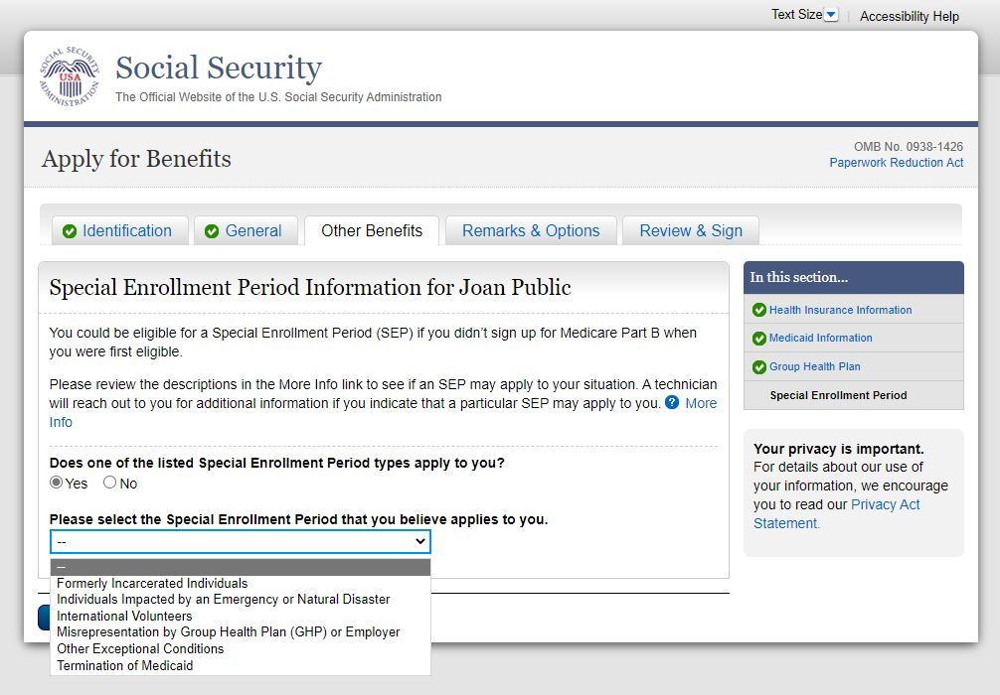 Text Size
Accessibility Help
SOCIAL SECURITY ADMINISTRATION
USA
Social Security
The Official Website of the U.S. Social Security Administration
Apply for Benefits
OMB No. 0938-1426
Paperwork Reduction Act
Identification
General
Other Benefits
Remarks & Options
Review & Sign
Special Enrollment Period Information for Joan Public
You could be eligible for a Special Enrollment Period (SEP) if you didn’t sign up for Medicare Part B when
you were first eligible.
Please review the descriptions in the More Info link to see if an SEP may apply to your situation. A technician
will reach out to you for additional information if you indicate that a particular SEP may apply to you. ? More
Info
Does one of the listed Special Enrollment Period types apply to you?
Yes No
Please select the Special Enrollment Period that you believe applies to you.
--
--
Formerly Incarcerated Individuals
Individuals Impacted by an Emergency or Natural Disaster
International Volunteers
Misrepresentation by Group Health Plan (GHP) or Employer
Other Exceptional Conditions
Termination of Medicaid
In this section...
Health Insurance Information
Medicaid Information
Group Health Plan
Special Enrollment Period
Your privacy is important.
For details about our use of
your information, we encourage
you to read our Privacy Act
Statement.